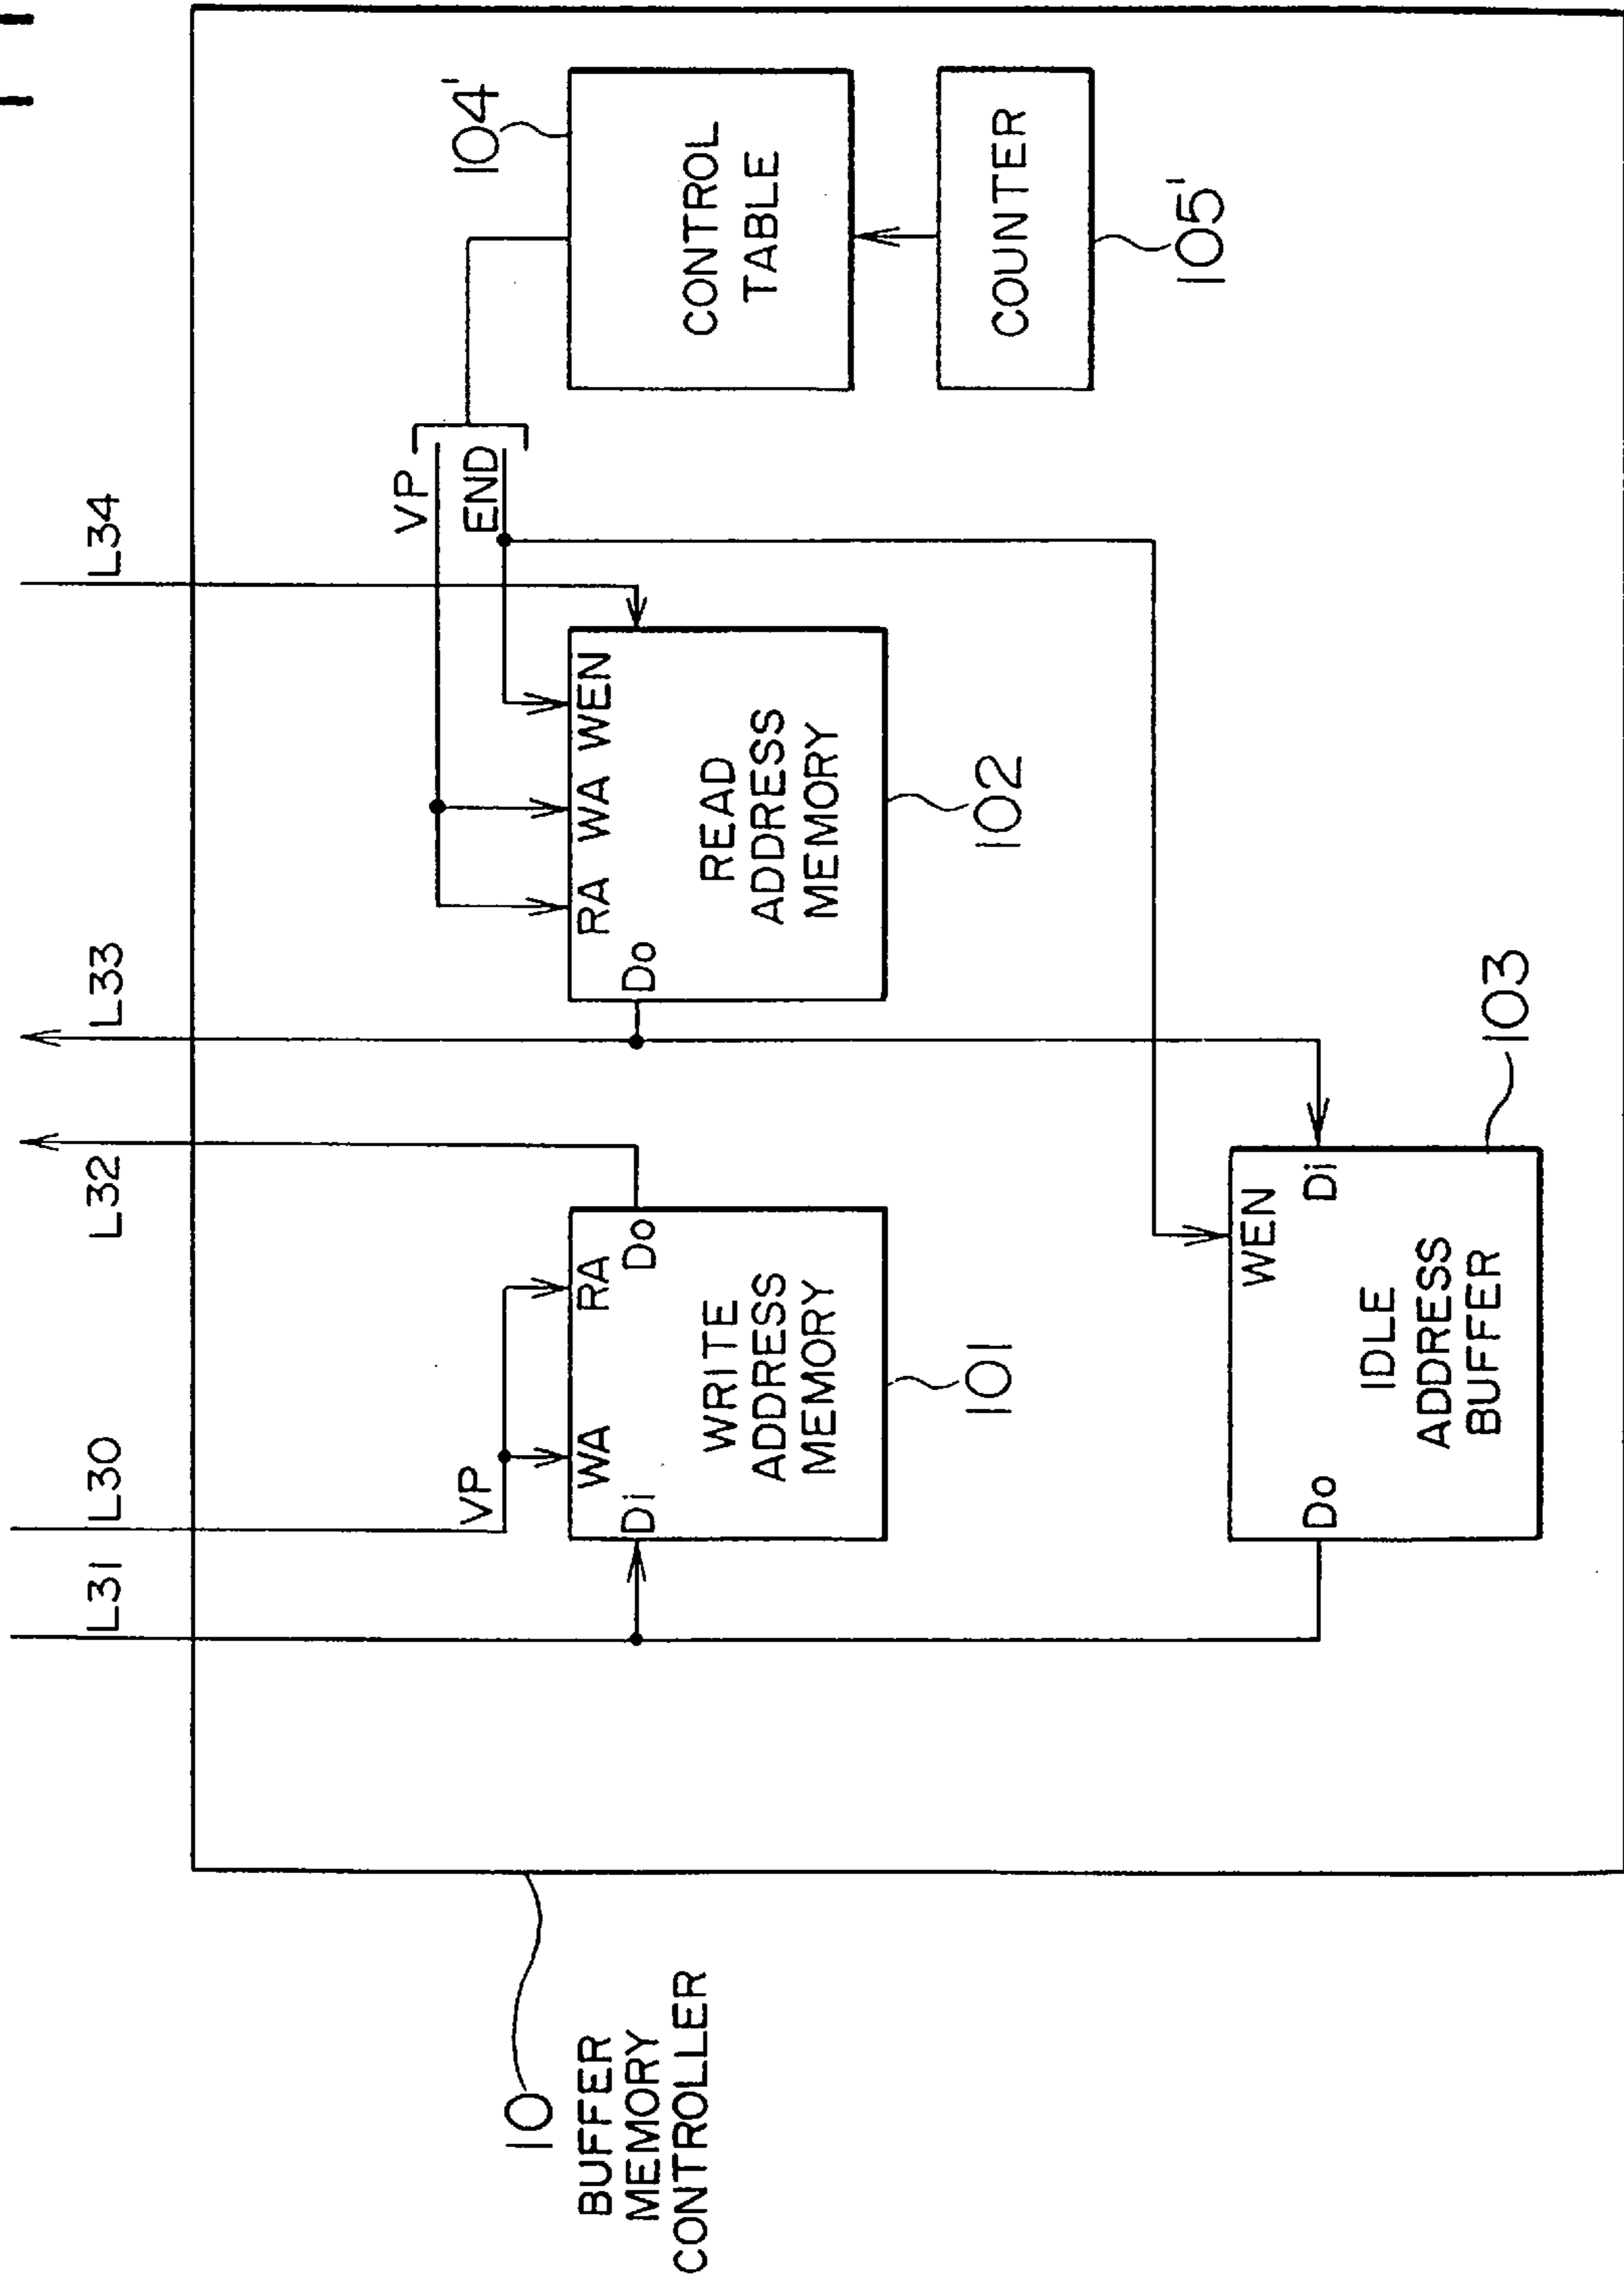 L31
L30
L32
L33
L34
VP
END
104'
VP
10
BUFFER
MEMORY
CONTROLLER
WA
RA
Di
Do
WRITE
ADDRESS
MEMORY
101
RA
WA
WEN
Do
READ
ADDRESS
MEMORY
102
CONTROL
TABLE
COUNTER
105'
WEN
Do
Di
IDLE
ADDRESS
BUFFER
103